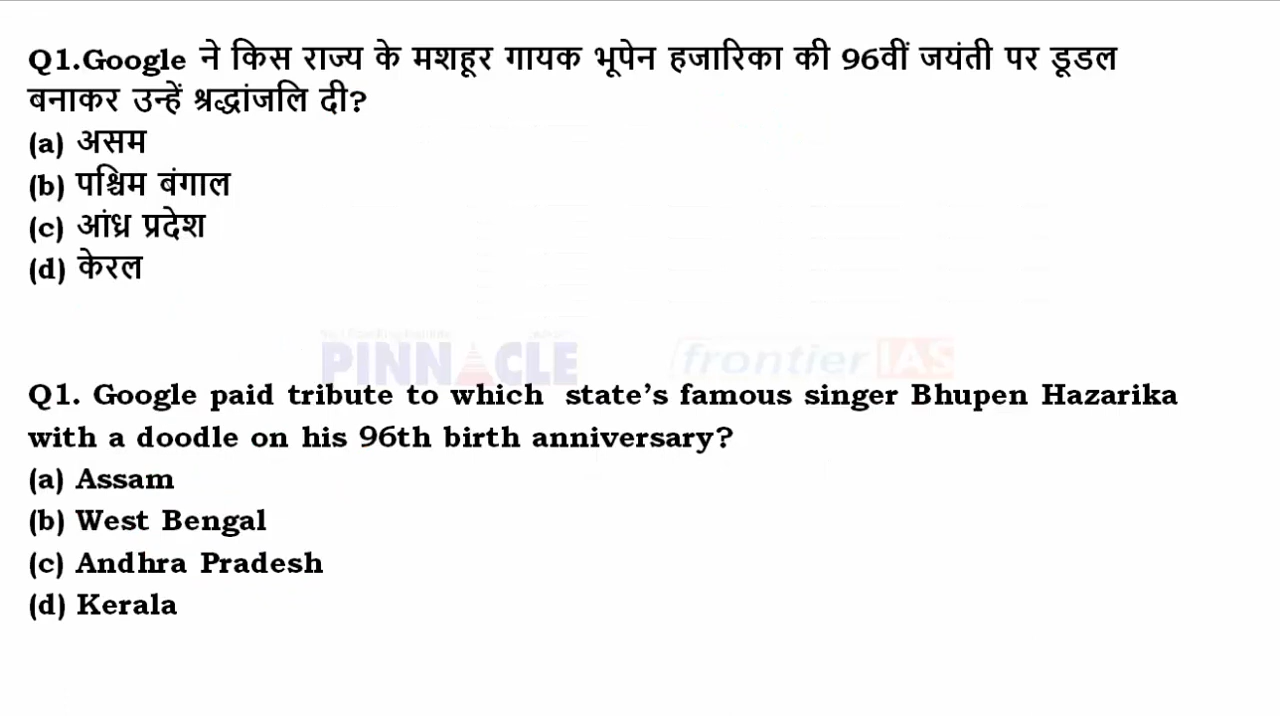 Q1.Google ने किस राज्य के मशहूर गायक भूपेन हजारिका की 96वीं जयंती पर डूडल
बनाकर उन्हें श्रद्धांजलि दी?
(a) असम
(b) पश्चिम बंगाल
(c) आंध्र प्रदेश
(d) केरल
PINNACLE frontier IAS
Q1. Google paid tribute to which state’s famous singer Bhupen Hazarika
with a doodle on his 96th birth anniversary?
(a) Assam
(b) West Bengal
(c) Andhra Pradesh
(d) Kerala